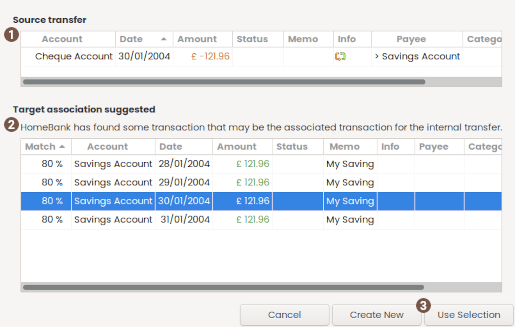 Source transfer
1
Account Date Amount Status Memo Info Payee Catego
Cheque Account 30/01/2004 £ -121.96 > Savings Account
Target association suggested
2 HomeBank has found some transaction that may be the associated transaction for the internal transfer.
Match Account Date Amount Status Memo Info Payee Catego
80 % Savings Account 28/01/2004 £ 121.96 My Saving
80 % Savings Account 29/01/2004 £ 121.96 My Saving
80 % Savings Account 30/01/2004 £ 121.96 My Saving
80 % Savings Account 31/01/2004 £ 121.96 My Saving
3
Cancel Create New Use Selection